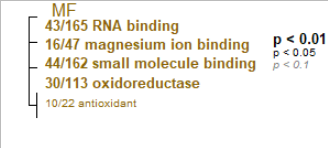 MF
43/165 RNA binding
16/47 magnesium ion binding
44/162 small molecule binding
30/113 oxidoreductase
10/22 antioxidant
p < 0.01
p < 0.05
p < 0.1